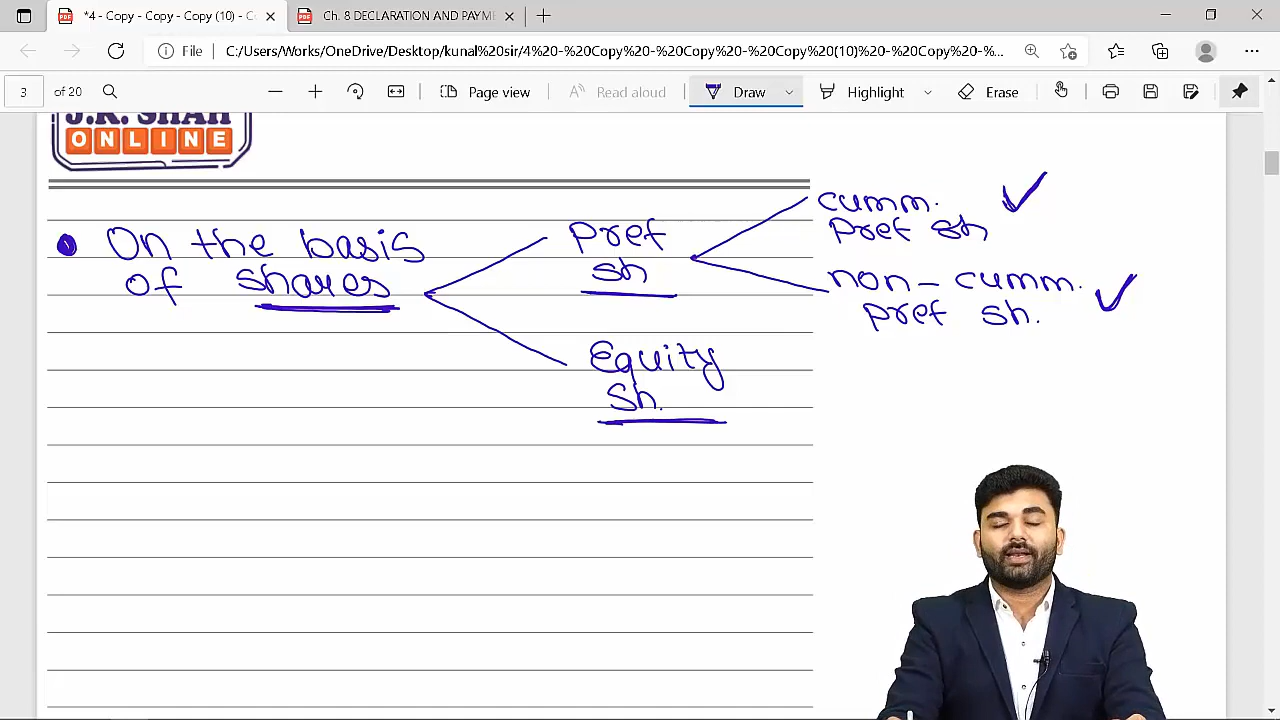 *4 - Copy - Copy - Copy (10) - C
Ch. 8 DECLARATION AND PAYM
File
C:/Users/Works/OneDrive/Desktop/kunal%20sir/4%20-%20Copy%20-%20Copy%20-%20Copy%20(10)%20-%20Copy%20-%...
3 of 20
Page view
Read aloud
Draw
Highlight
Erase
J.K. SHAH
ONLINE
On the basis
of shares
Pref
sh
cumm.
Pref sh
non-cumm.
pref sh.
Equity
Sh.